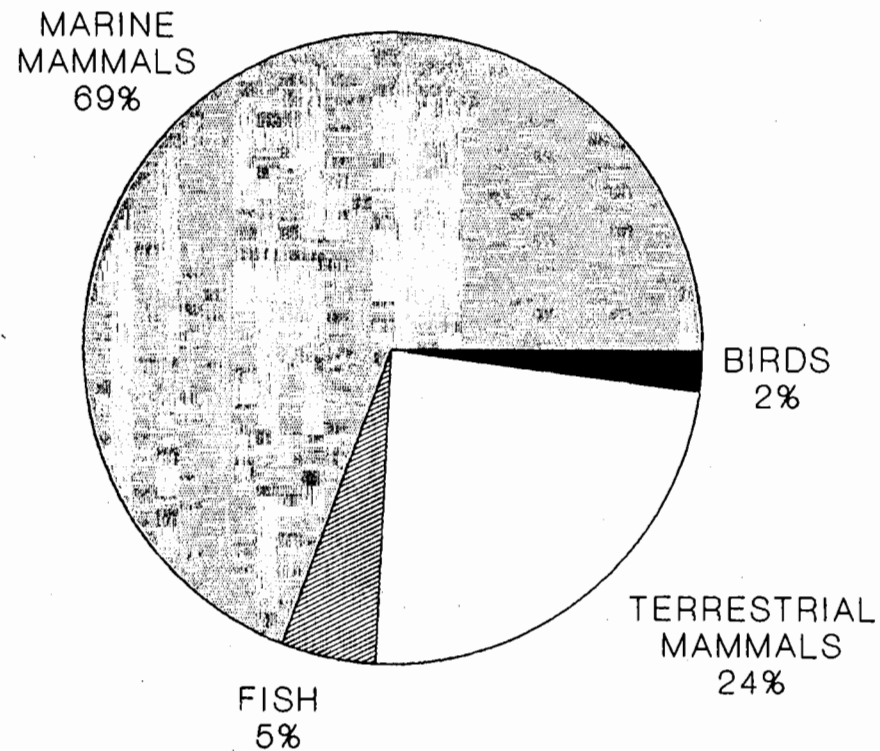 MARINE
MAMMALS
69%
BIRDS
2%
TERRESTRIAL
MAMMALS
24%
FISH
5%